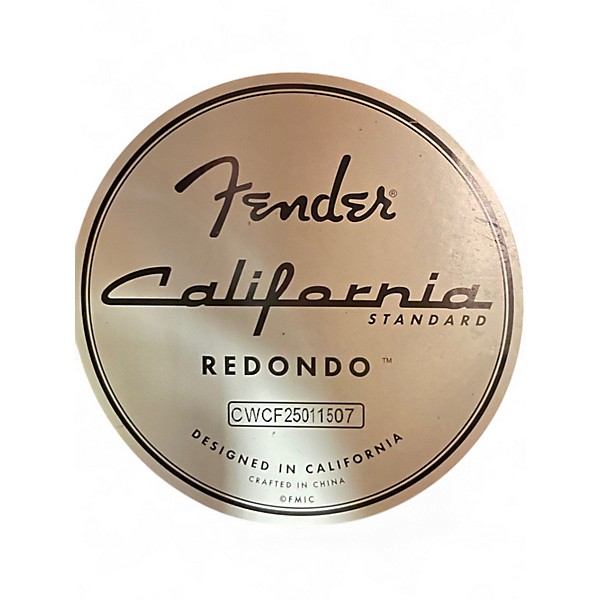 Fender®
California
STANDARD
REDONDO™
CWCF25011507
DESIGNED IN CALIFORNIA
CRAFTED IN CHINA
©FMIC